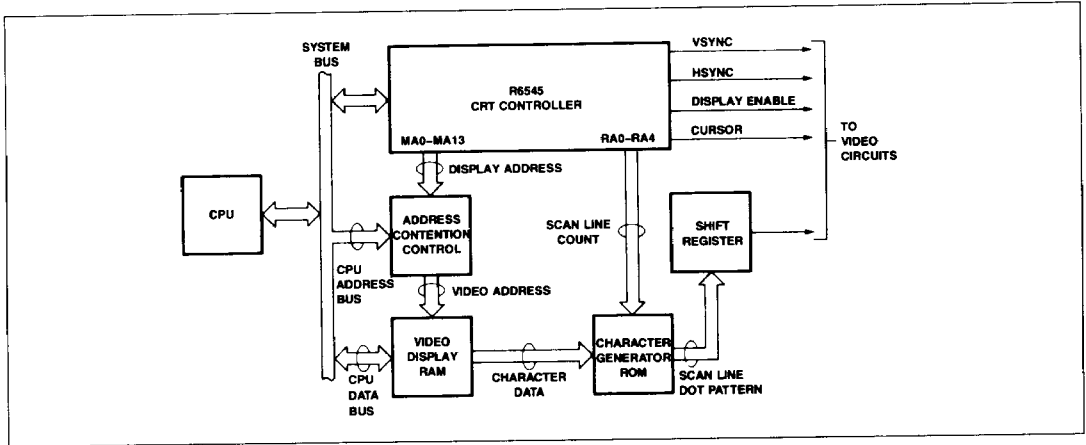 SYSTEM
BUS
R6545
CRT CONTROLLER
MA0–MA13
RA0–RA4
VSYNC
HSYNC
DISPLAY ENABLE
CURSOR
TO
VIDEO
CIRCUITS
DISPLAY ADDRESS
CPU
ADDRESS
CONTENTION
CONTROL
SCAN LINE
COUNT
SHIFT
REGISTER
CPU
ADDRESS
BUS
VIDEO ADDRESS
VIDEO
DISPLAY
RAM
CHARACTER
GENERATOR
ROM
CPU
DATA
BUS
CHARACTER
DATA
SCAN LINE
DOT PATTERN